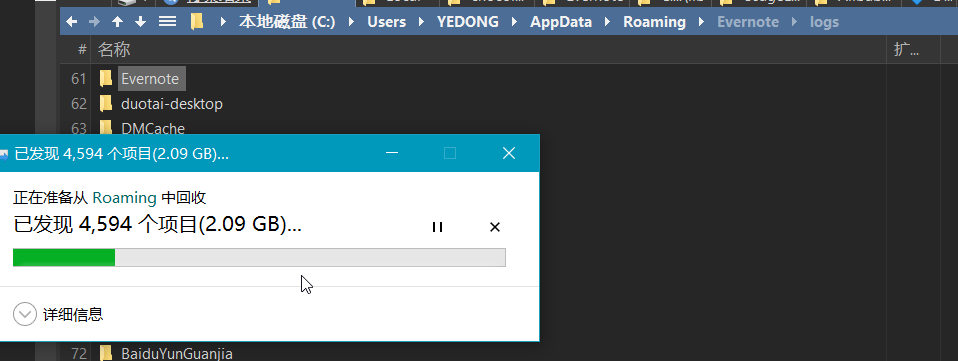 本地磁盘 (C:) Users YEDONG AppData Roaming Evernote logs
# 名称 扩...
61 Evernote
62 duotai-desktop
63 DMCache
已发现 4,594 个项目(2.09 GB)...
正在准备从 Roaming 中回收
已发现 4,594 个项目(2.09 GB)...
详细信息
72 BaiduYunGuanjia